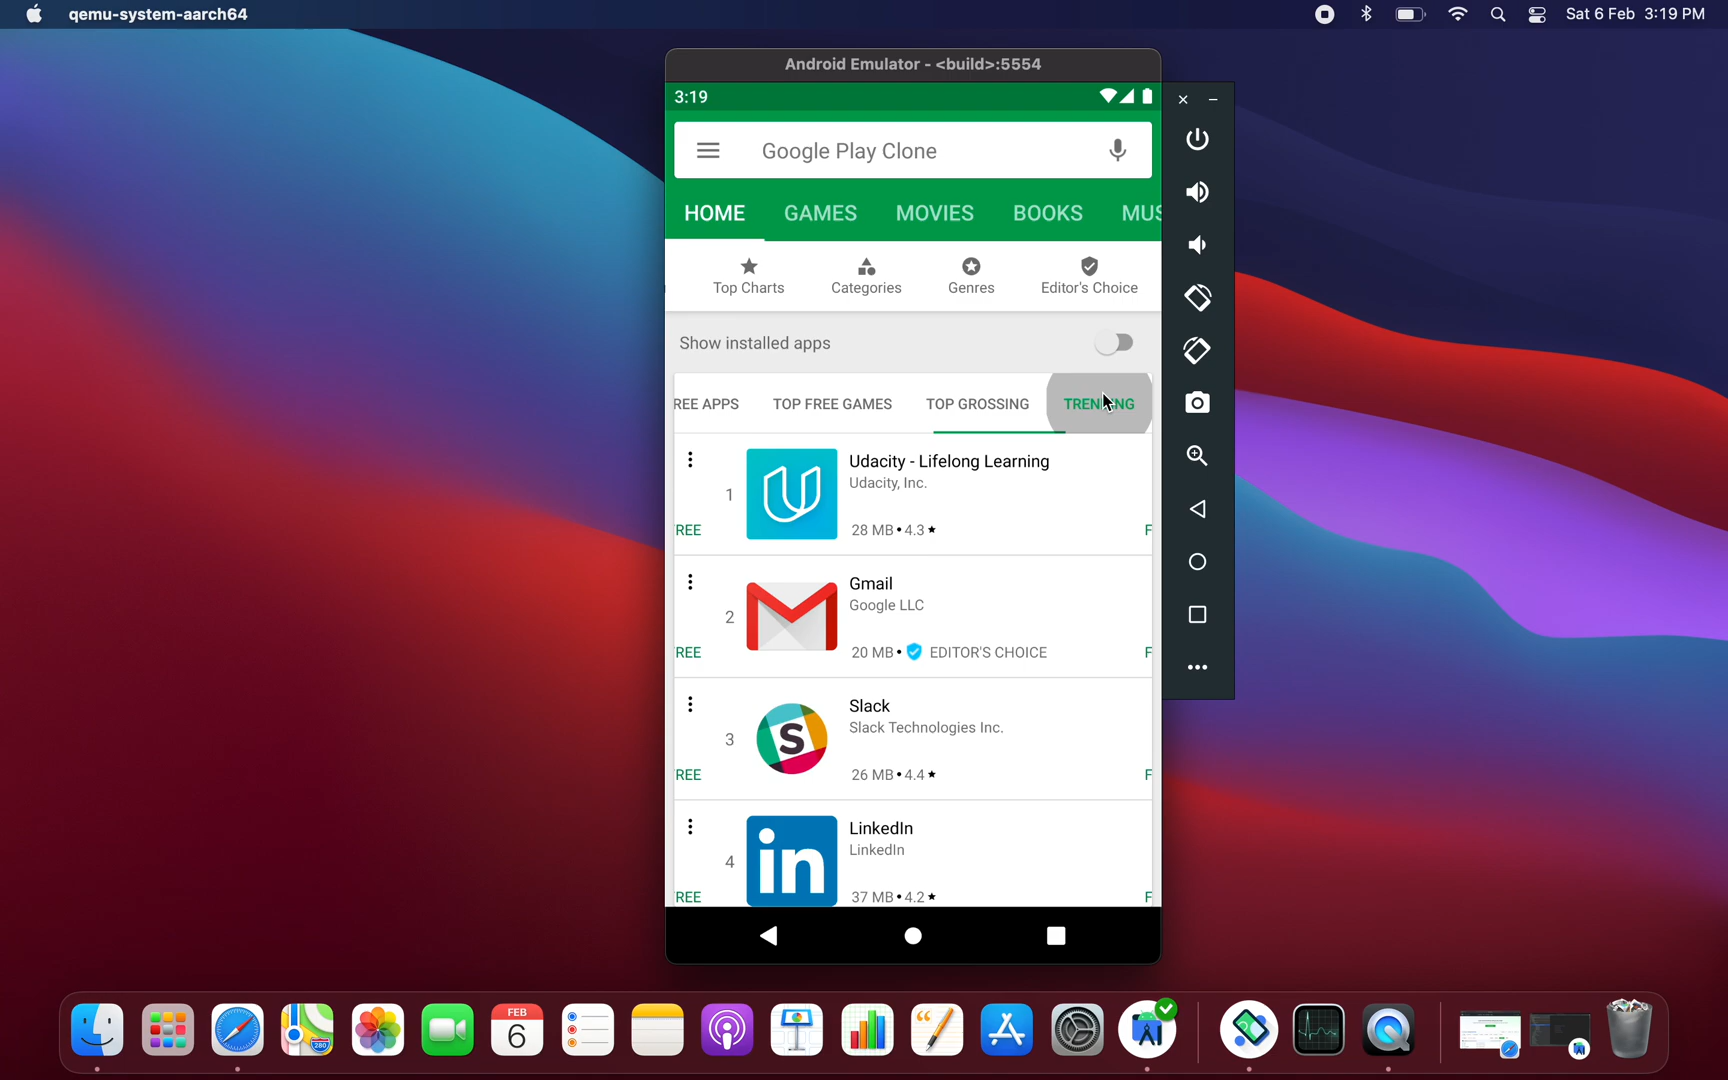 qemu-system-aarch64
Sat 6 Feb 3:19 PM
Android Emulator - <build>:5554
3:19
Google Play Clone
HOME GAMES MOVIES BOOKS MUS
Top Charts Categories Genres Editor's Choice
Show installed apps
REE APPS TOP FREE GAMES TOP GROSSING TRENDING
1
Udacity - Lifelong Learning
Udacity, Inc.
REE 28 MB • 4.3 ★ F
2
Gmail
Google LLC
REE 20 MB • EDITOR'S CHOICE F
3
Slack
Slack Technologies Inc.
REE 26 MB • 4.4 ★ F
4
LinkedIn
LinkedIn
REE 37 MB • 4.2 ★ F
FEB
6
280